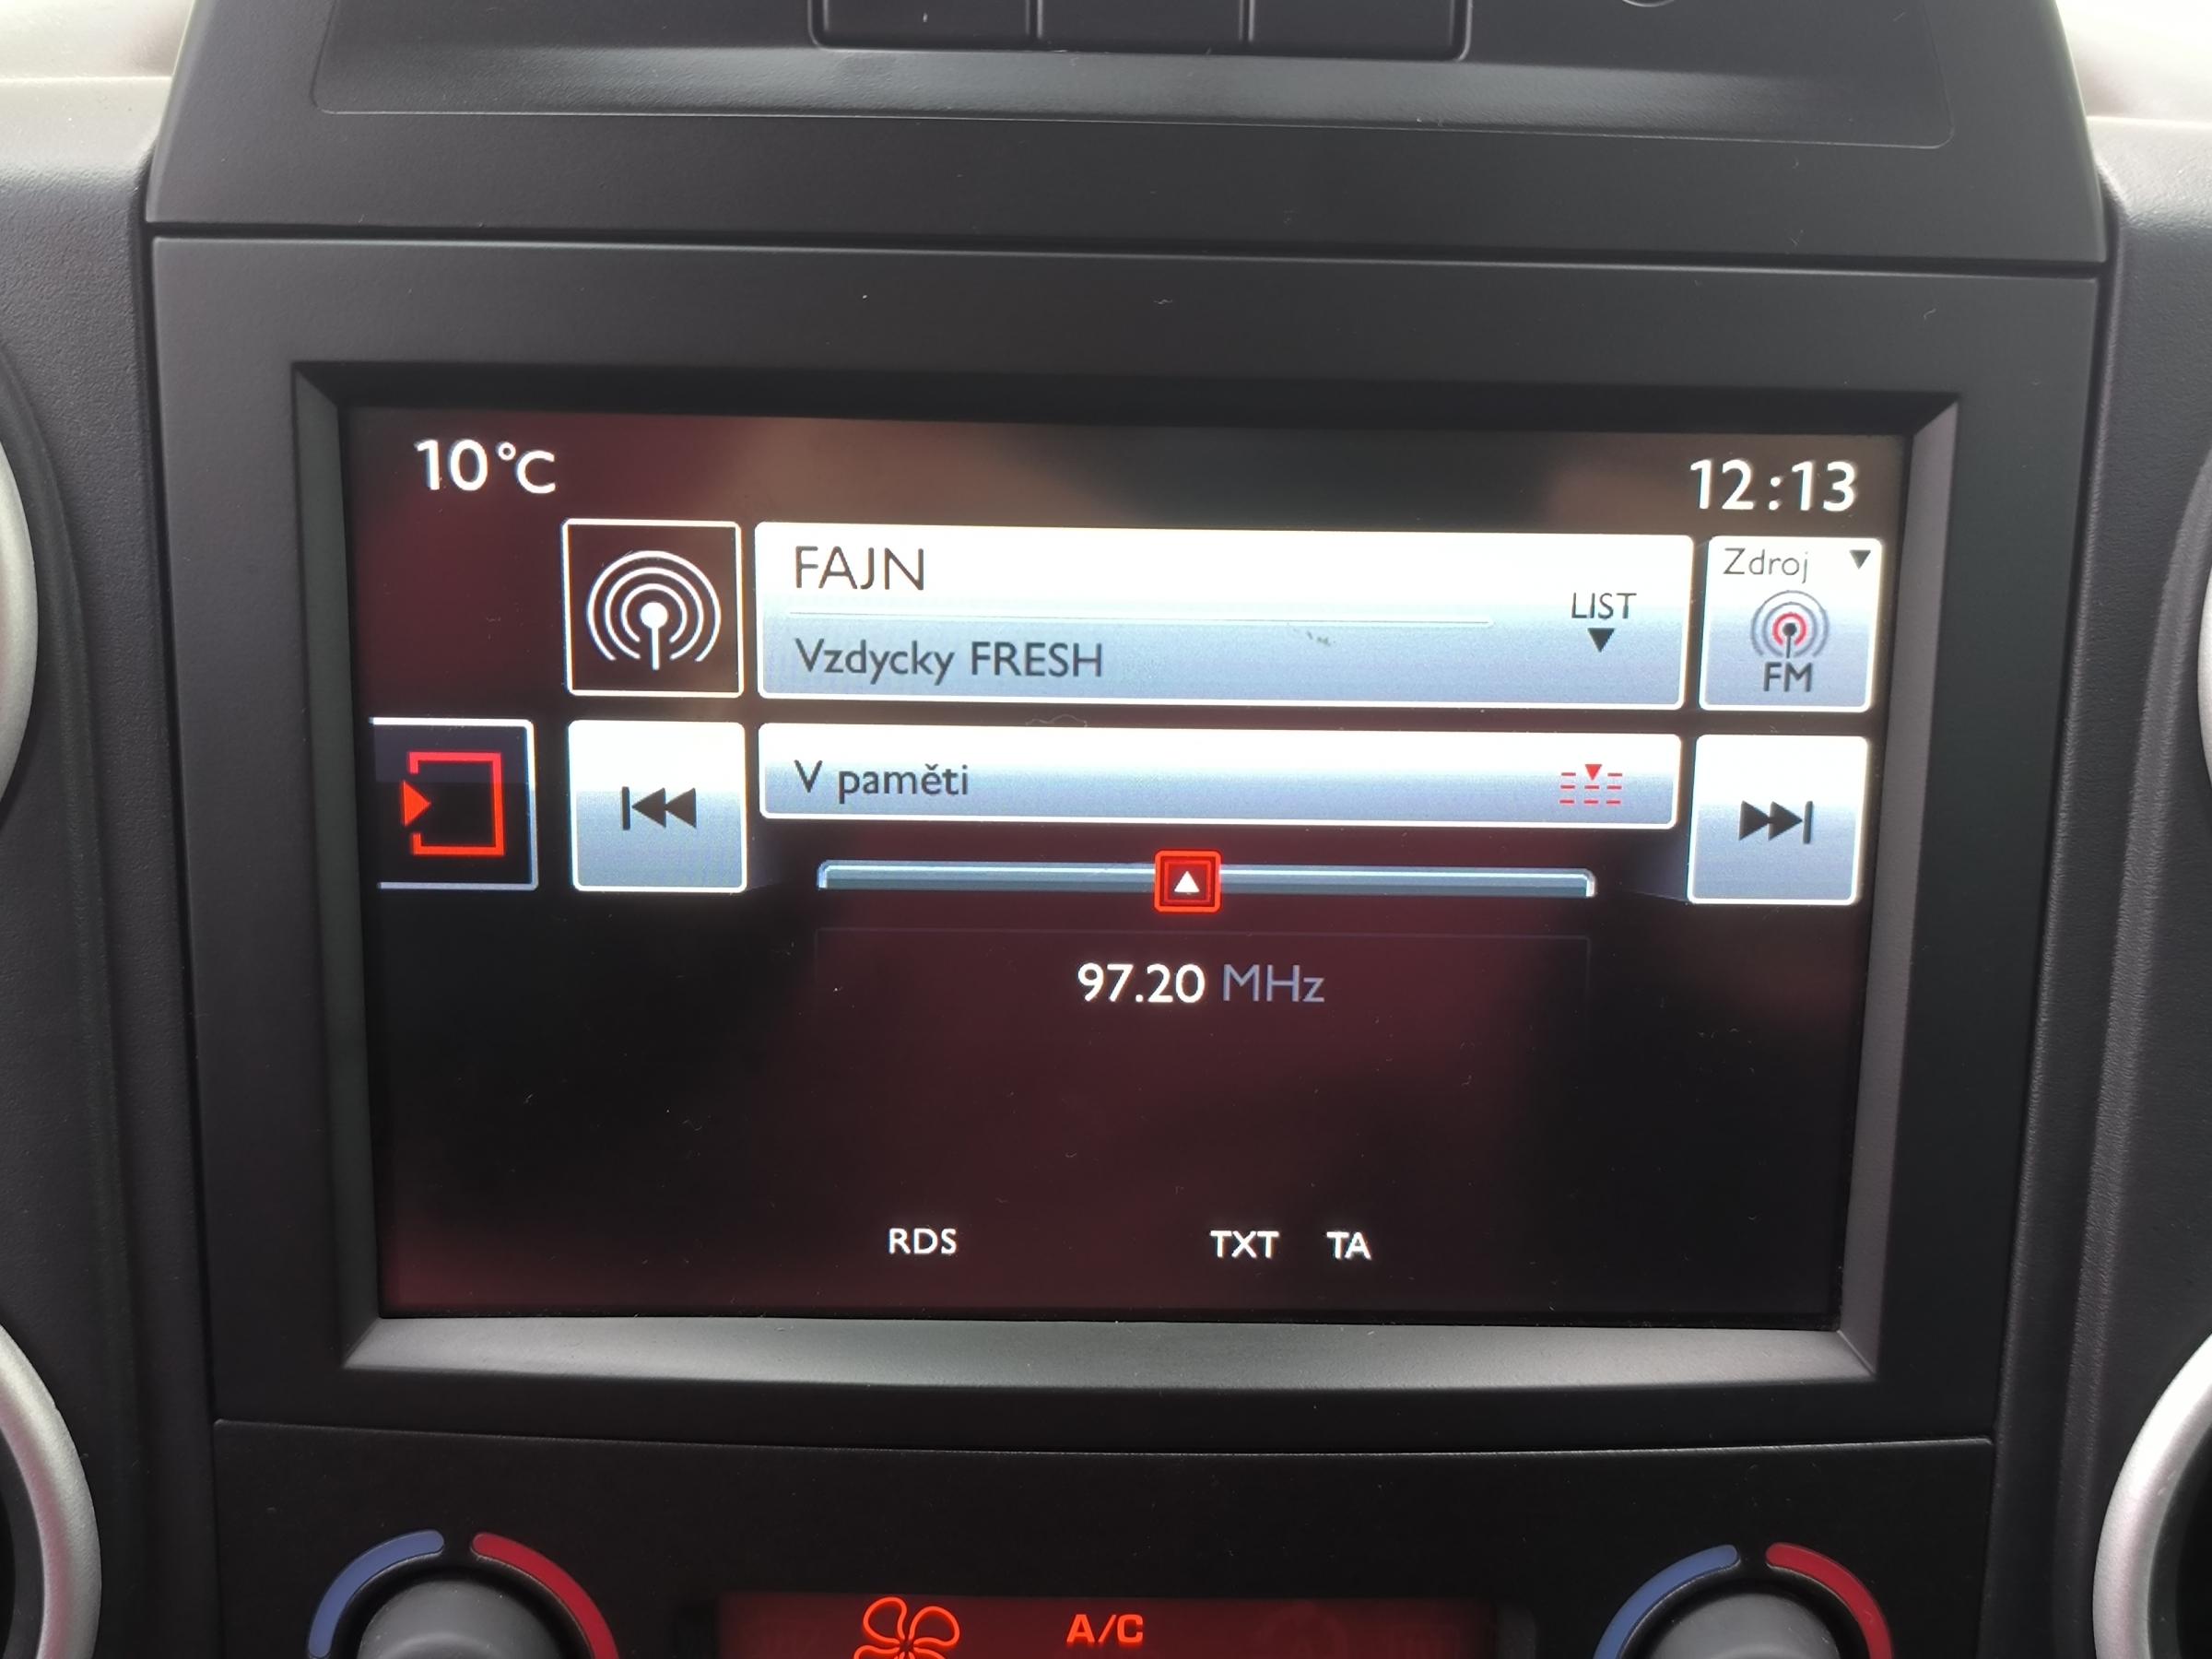 10°C
12:13
FAJN
LIST
Vzdycky FRESH
Zdroj
FM
V paměti
97.20 MHz
RDS TXT TA
A/C